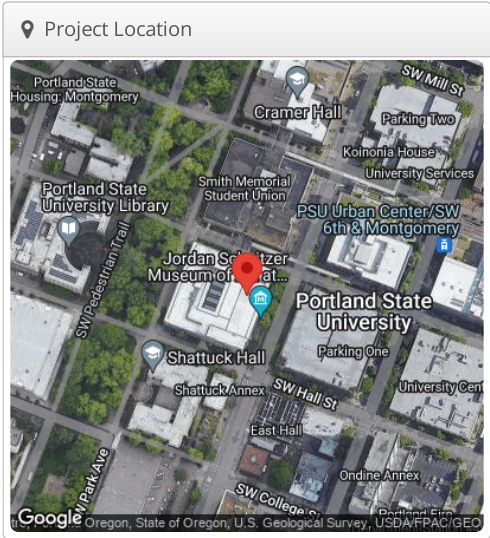 Project Location
SW Mill St
Portland State
Housing: Montgomery
Cramer Hall
Parking Two
Koinonia House
University Services
Smith Memorial
Student Union
Portland State
University Library
PSU Urban Center/SW
6th & Montgomery
SW Pedestrian Trail
Jordan
Museum of
Portland State
University
Parking One
Shattuck Hall
Shattuck Annex
SW Hall St
University Cent
East Hall
Ondine Annex
W Park Ave
SW College
Portland Fire
Google
Oregon, State of Oregon, U.S. Geological Survey, USDA/FPAC/GEO